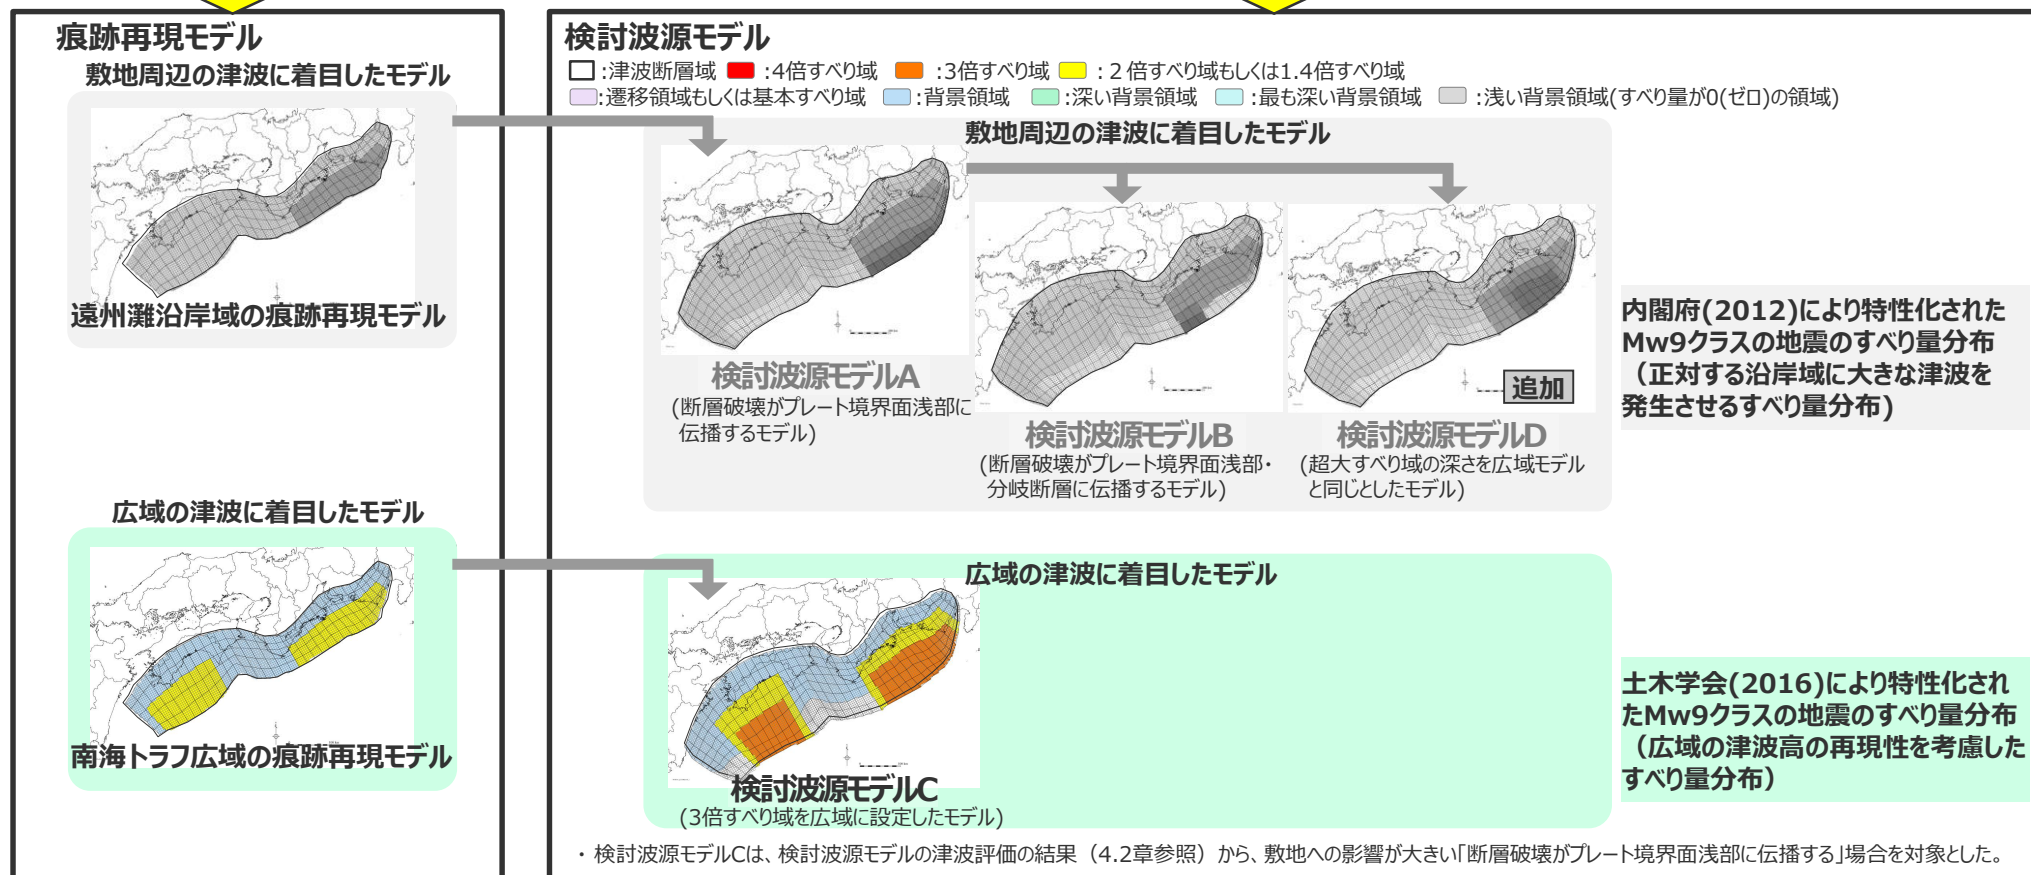 痕跡再現モデル
敷地周辺の津波に着目したモデル
遠州灘沿岸域の痕跡再現モデル
広域の津波に着目したモデル
南海トラフ広域の痕跡再現モデル
検討波源モデル
:津波断層域 :4倍すべり域 :3倍すべり域 :２倍すべり域もしくは1.4倍すべり域
:遷移領域もしくは基本すべり域 :背景領域 :深い背景領域 :最も深い背景領域 :浅い背景領域(すべり量が0(ゼロ)の領域)
敷地周辺の津波に着目したモデル
検討波源モデルA
(断層破壊がプレート境界面浅部に
伝播するモデル)
検討波源モデルB
(断層破壊がプレート境界面浅部・
分岐断層に伝播するモデル)
追加
検討波源モデルD
(超大すべり域の深さを広域モデル
と同じとしたモデル)
内閣府(2012)により特性化された
Mw9クラスの地震のすべり量分布
（正対する沿岸域に大きな津波を
発生させるすべり量分布)
広域の津波に着目したモデル
検討波源モデルC
(3倍すべり域を広域に設定したモデル)
土木学会(2016)により特性化され
たMw9クラスの地震のすべり量分布
（広域の津波高の再現性を考慮した
すべり量分布）
・検討波源モデルCは、検討波源モデルの津波評価の結果（4.2章参照）から、敷地への影響が大きい「断層破壊がプレート境界面浅部に伝播する」場合を対象とした。